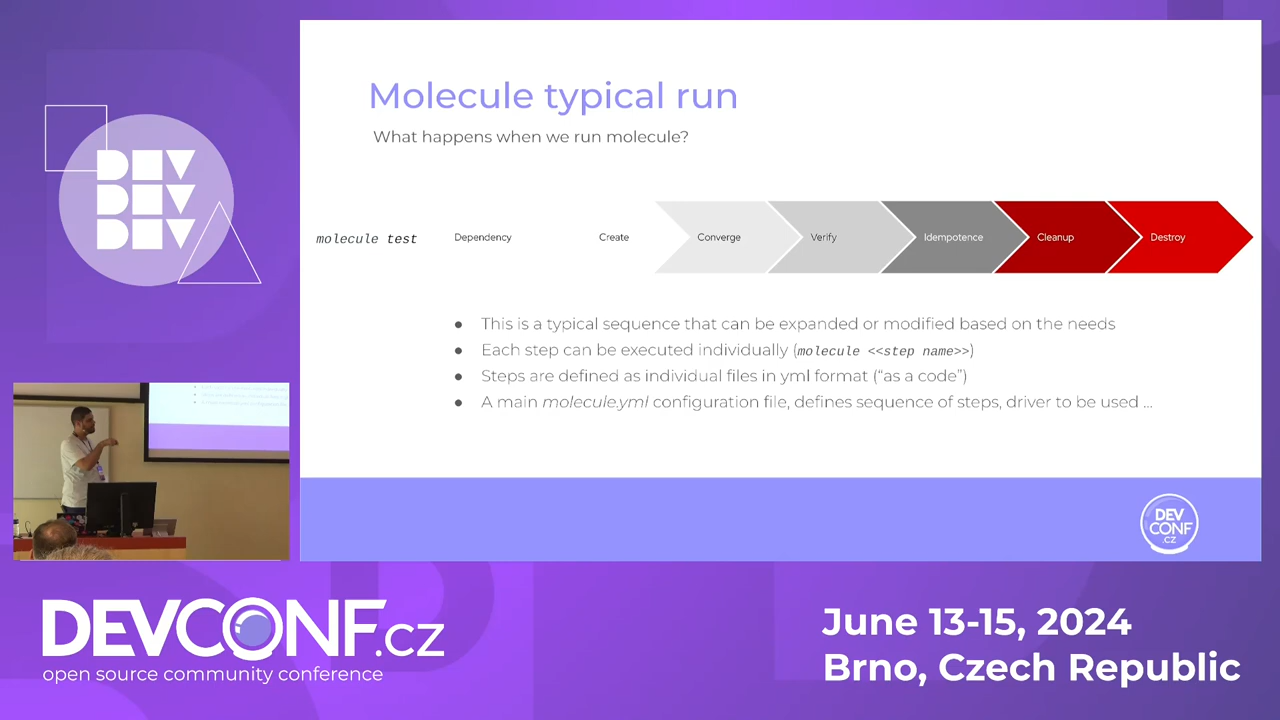 DEV
DEV
DEV
Molecule typical run
What happens when we run molecule?
molecule test
Dependency
Create
Converge
Verify
Idempotence
Cleanup
Destroy
● This is a typical sequence that can be expanded or modified based on the needs
● Each step can be executed individually (molecule <<step name>>)
● Steps are defined as individual files in yml format (“as a code”)
● A main molecule.yml configuration file, defines sequence of steps, driver to be used ...
DEV
CONF
.CZ
DEVCONF.cz
open source community conference
June 13-15, 2024
Brno, Czech Republic